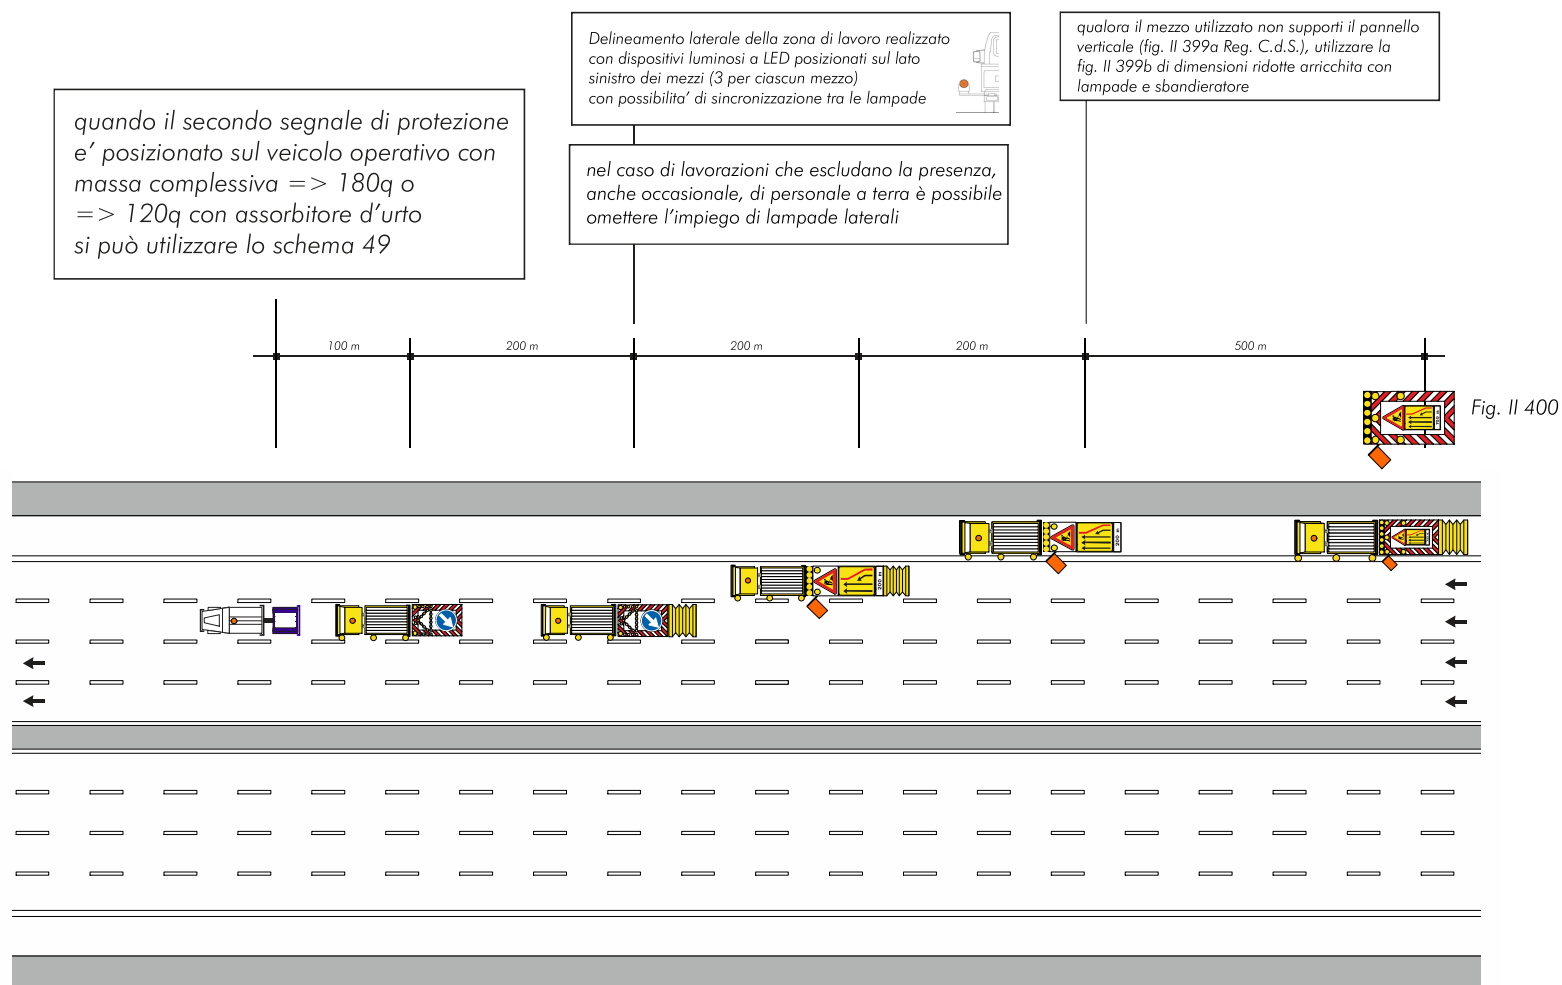 quando il secondo segnale di protezione
e' posizionato sul veicolo operativo con
massa complessiva => 180q o
=> 120q con assorbitore d'urto
si può utilizzare lo schema 49
Delineamento laterale della zona di lavoro realizzato
con dispositivi luminosi a LED posizionati sul lato
sinistro dei mezzi (3 per ciascun mezzo)
con possibilita' di sincronizzazione tra le lampade
nel caso di lavorazioni che escludano la presenza,
anche occasionale, di personale a terra è possibile
omettere l'impiego di lampade laterali
qualora il mezzo utilizzato non supporti il pannello
verticale (fig. II 399a Reg. C.d.S.), utilizzare la
fig. II 399b di dimensioni ridotte arricchita con
lampade e sbandieratore
100 m
200 m
200 m
200 m
500 m
Fig. II 400
700 m
200 m
200 m